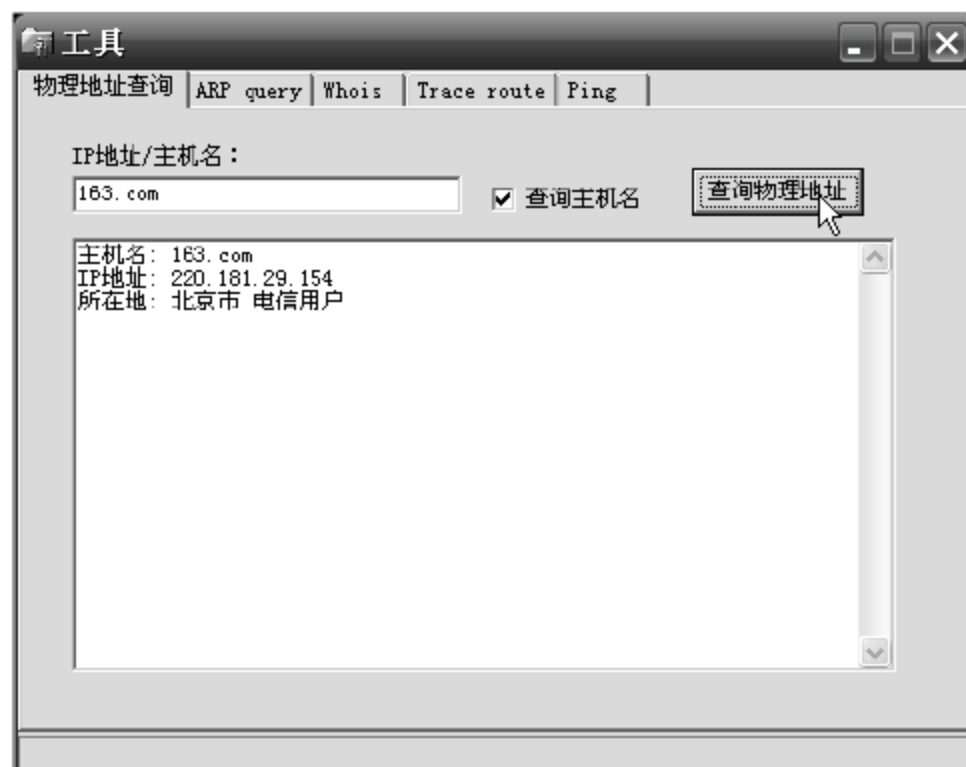 工具
物理地址查询 ARP query Whois Trace route Ping
IP地址/主机名：
163. com 查询主机名 查询物理地址
主机名: 163. com
IP地址: 220. 181. 29. 154
所在地: 北京市 电信用户